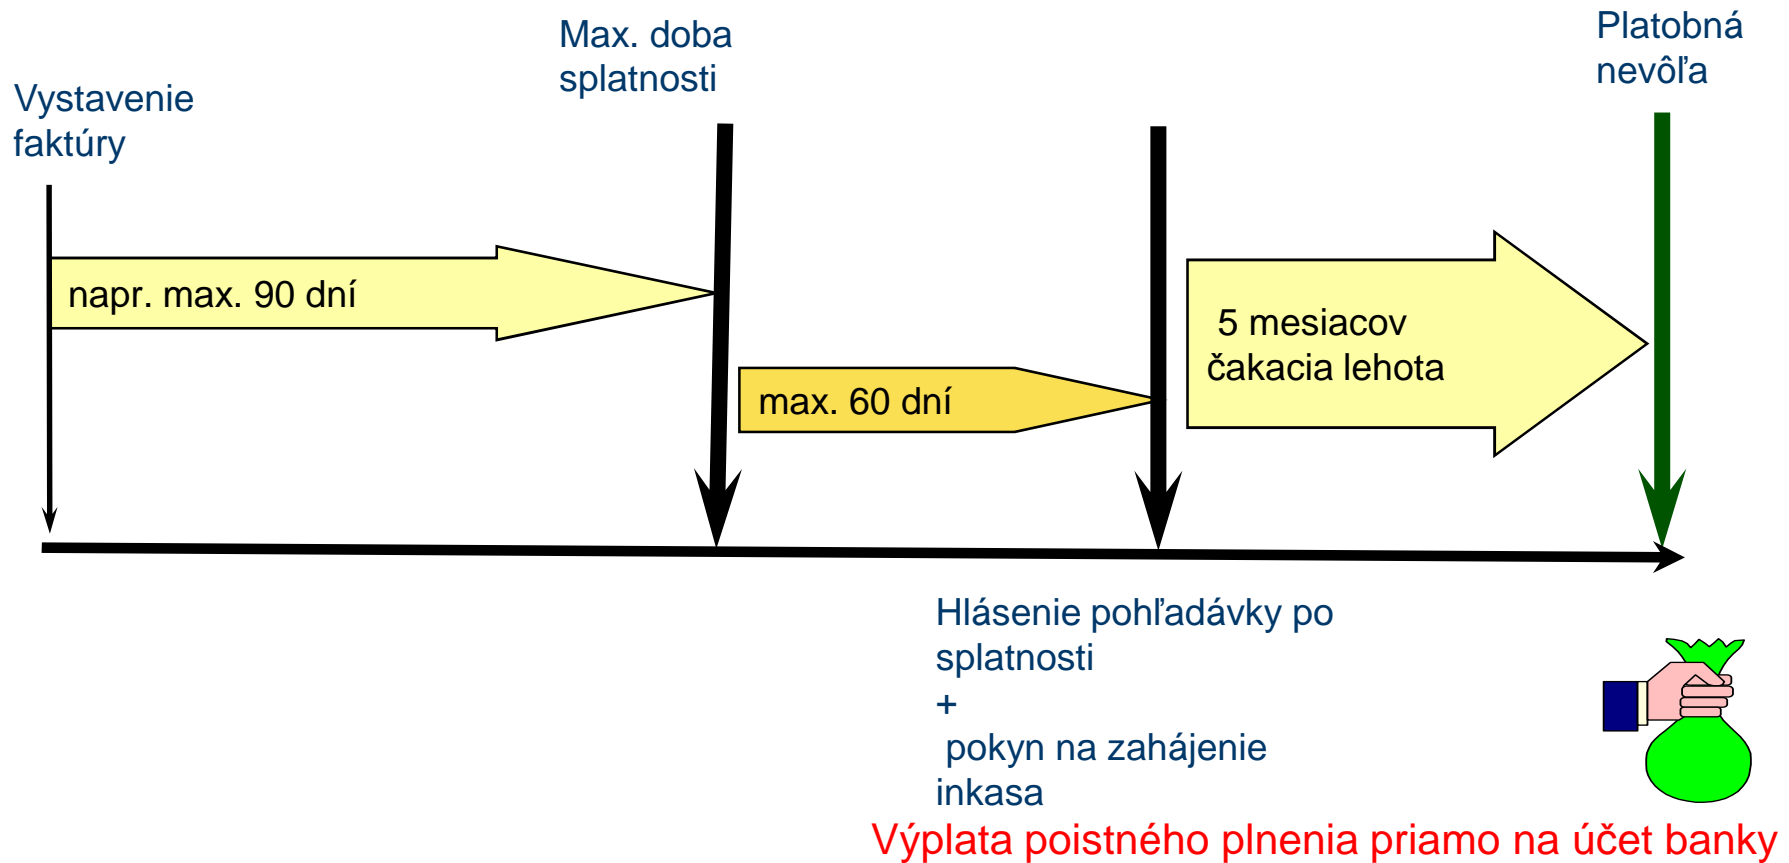 Vystavenie
faktúry
Max. doba
splatnosti
Platobná
nevôľa
napr. max. 90 dní
max. 60 dní
5 mesiacov
čakacia lehota
Hlásenie pohľadávky po
splatnosti
+
pokyn na zahájenie
inkasa
Výplata poistného plnenia priamo na účet banky